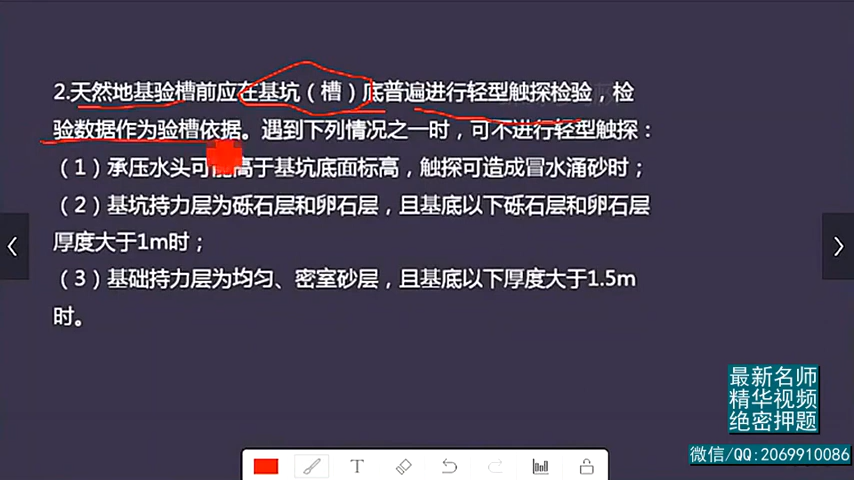 2.天然地基验槽前应在基坑（槽）底普遍进行轻型触探检验，检
验数据作为验槽依据。遇到下列情况之一时，可不进行轻型触探：
（1）承压水头可能高于基坑底面标高，触探可造成冒水涌砂时；
（2）基坑持力层为砾石层和卵石层，且基底以下砾石层和卵石层
厚度大于1m时；
（3）基础持力层为均匀、密室砂层，且基底以下厚度大于1.5m
时。
最新名师
精华视频
绝密押题
微信/QQ:2069910086
T